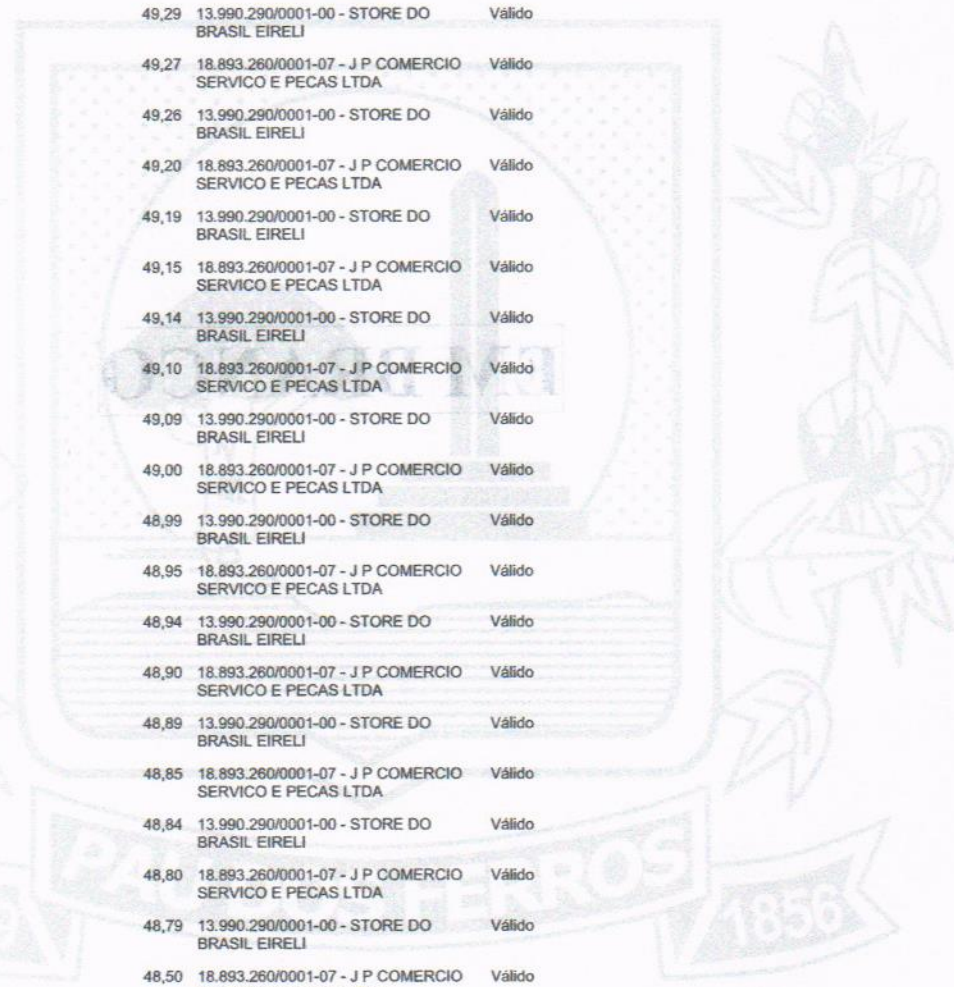 49,29 13.990.290/0001-00 - STORE DO Válido
BRASIL EIRELI
49,27 18.893.260/0001-07 - J P COMERCIO Válido
SERVICO E PECAS LTDA
49,26 13.990.290/0001-00 - STORE DO Válido
BRASIL EIRELI
49,20 18.893.260/0001-07 - J P COMERCIO Válido
SERVICO E PECAS LTDA
49,19 13.990.290/0001-00 - STORE DO Válido
BRASIL EIRELI
49,15 18.893.260/0001-07 - J P COMERCIO Válido
SERVICO E PECAS LTDA
49,14 13.990.290/0001-00 - STORE DO Válido
BRASIL EIRELI
EM BRANCO
49,10 18.893.260/0001-07 - J P COMERCIO Válido
SERVICO E PECAS LTDA
49,09 13.990.290/0001-00 - STORE DO Válido
BRASIL EIRELI
49,00 18.893.260/0001-07 - J P COMERCIO Válido
SERVICO E PECAS LTDA
48,99 13.990.290/0001-00 - STORE DO Válido
BRASIL EIRELI
48,95 18.893.260/0001-07 - J P COMERCIO Válido
SERVICO E PECAS LTDA
48,94 13.990.290/0001-00 - STORE DO Válido
BRASIL EIRELI
48,90 18.893.260/0001-07 - J P COMERCIO Válido
SERVICO E PECAS LTDA
48,89 13.990.290/0001-00 - STORE DO Válido
BRASIL EIRELI
48,85 18.893.260/0001-07 - J P COMERCIO Válido
SERVICO E PECAS LTDA
48,84 13.990.290/0001-00 - STORE DO Válido
BRASIL EIRELI
48,80 18.893.260/0001-07 - J P COMERCIO Válido
SERVICO E PECAS LTDA
PAU DOS FERROS
1856
48,79 13.990.290/0001-00 - STORE DO Válido
BRASIL EIRELI
48,50 18.893.260/0001-07 - J P COMERCIO Válido